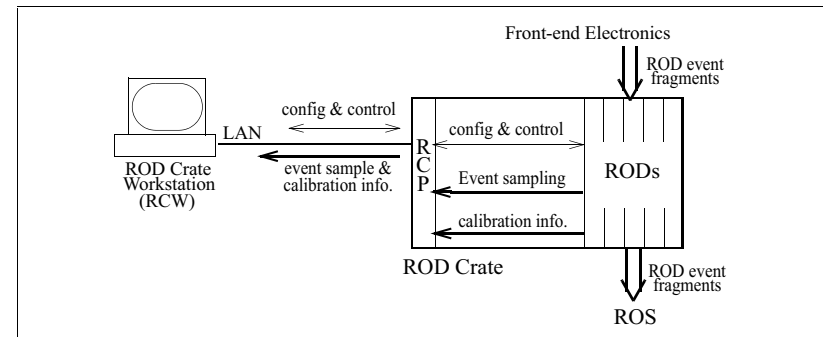 Front-end Electronics
ROD event
fragments
config & control
LAN
event sample &
calibration info.
ROD Crate
Workstation
(RCW)
RCP
config & control
Event sampling
calibration info.
RODs
ROD Crate
ROD event
fragments
ROS